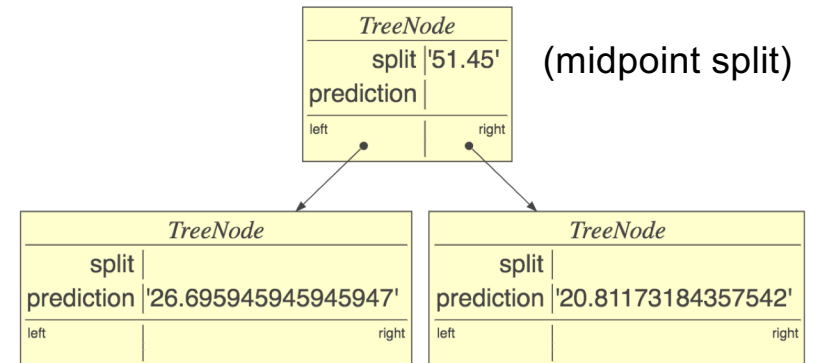 TreeNode
split '51.45'
(midpoint split)
prediction
left right
TreeNode
split
prediction '26.695945945945947'
left right
TreeNode
split
prediction '20.81173184357542'
left right